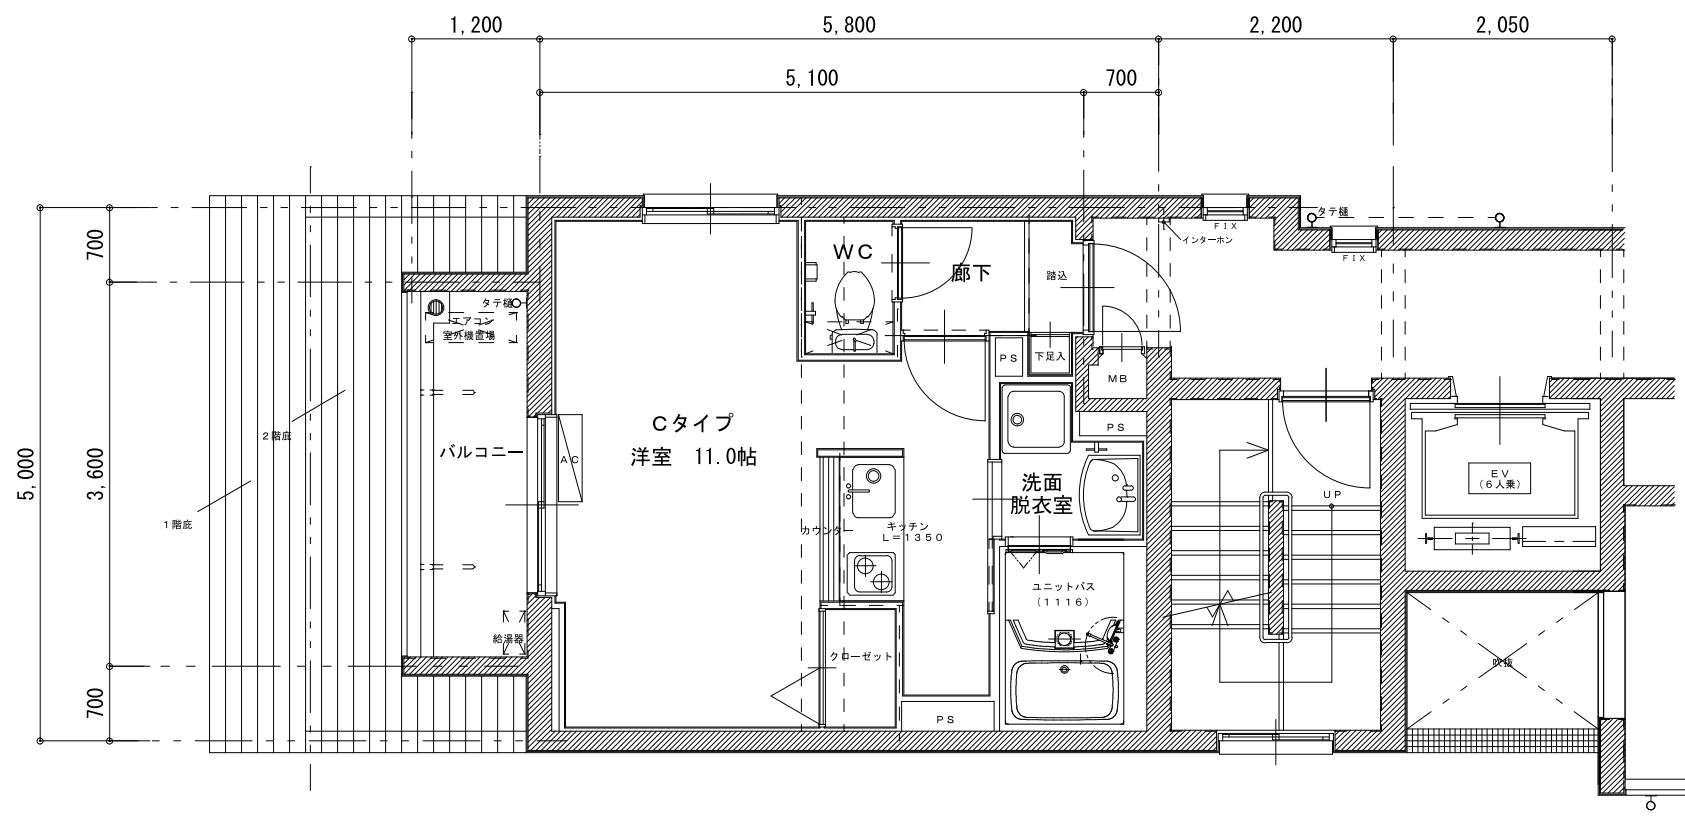 1,200
5,800
2,200
2,050
5,100
700
700
3,600
700
5,000
タテ樋
インターホン
FIX
FIX
WC
廊下
踏込
タテ樋
エアコン
室外機置場
PS
下足入
MB
Cタイプ
洋室 11.0帖
PS
2階庇
バルコニー
AC
1階庇
洗面
脱衣室
EV
(6人乗)
UP
カウンター
キッチン
L=1350
ユニットバス
(1116)
給湯器
クローゼット
吹抜
PS